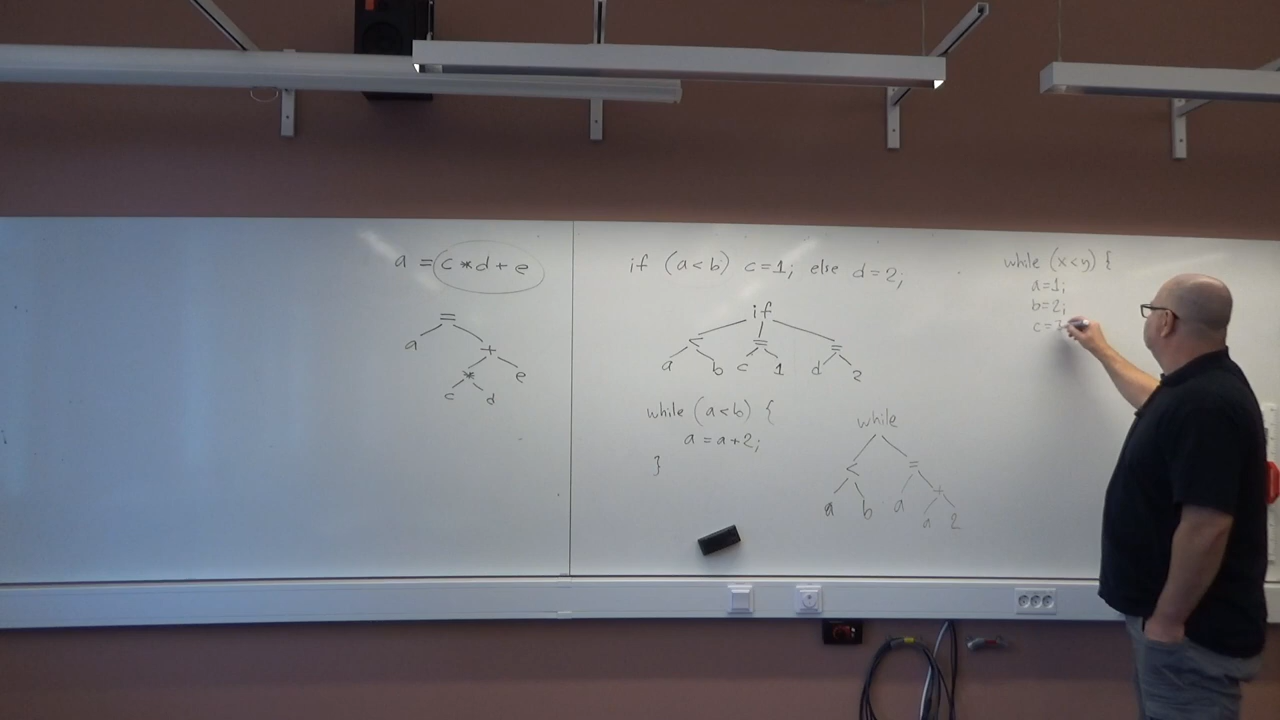 a = c*d+e
=
a +
* e
c d
if (a<b) c=1; else d=2;
if
< = =
a b c 1 d 2
while (a<b) {
a = a+2;
}
while
< =
a b a +
a 2
while (x<y) {
a=1;
b=2;
c=